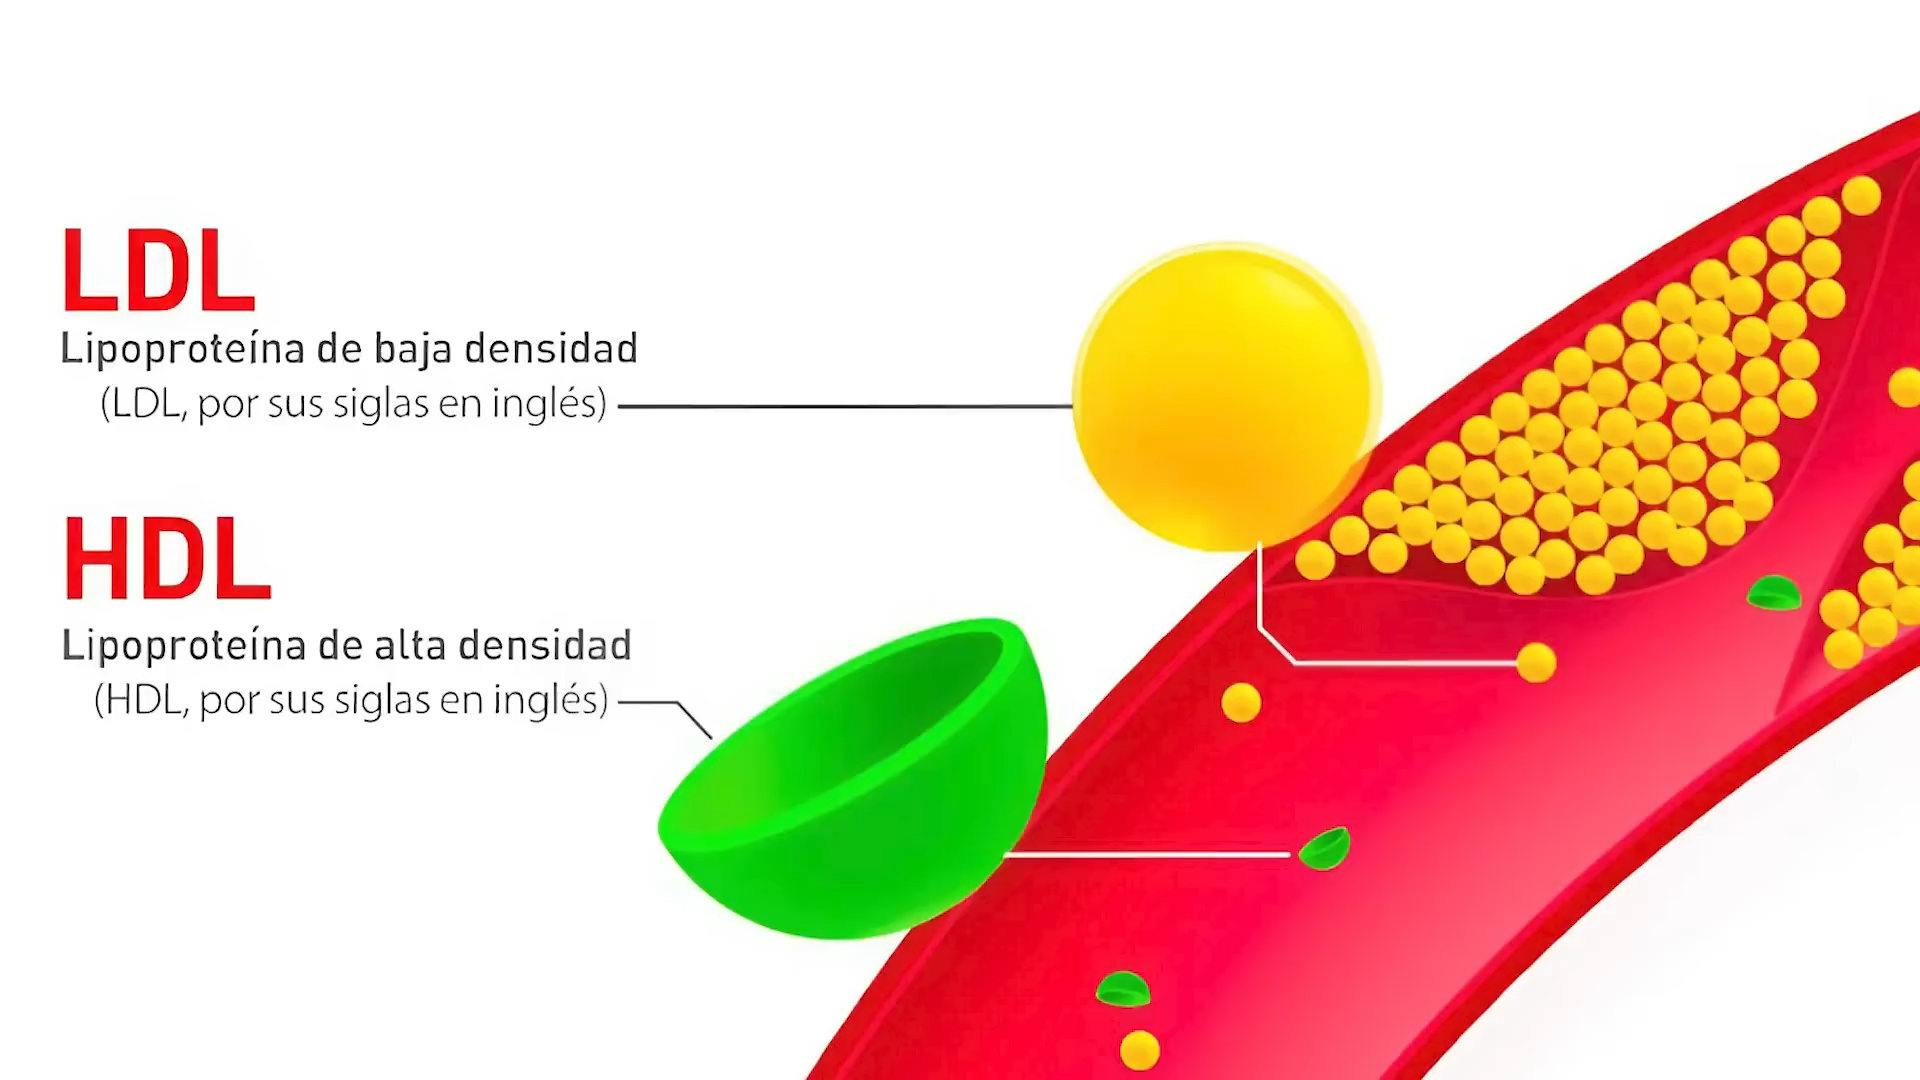 LDL
Lipoproteína de baja densidad
(LDL, por sus siglas en inglés)
HDL
Lipoproteína de alta densidad
(HDL, por sus siglas en inglés)